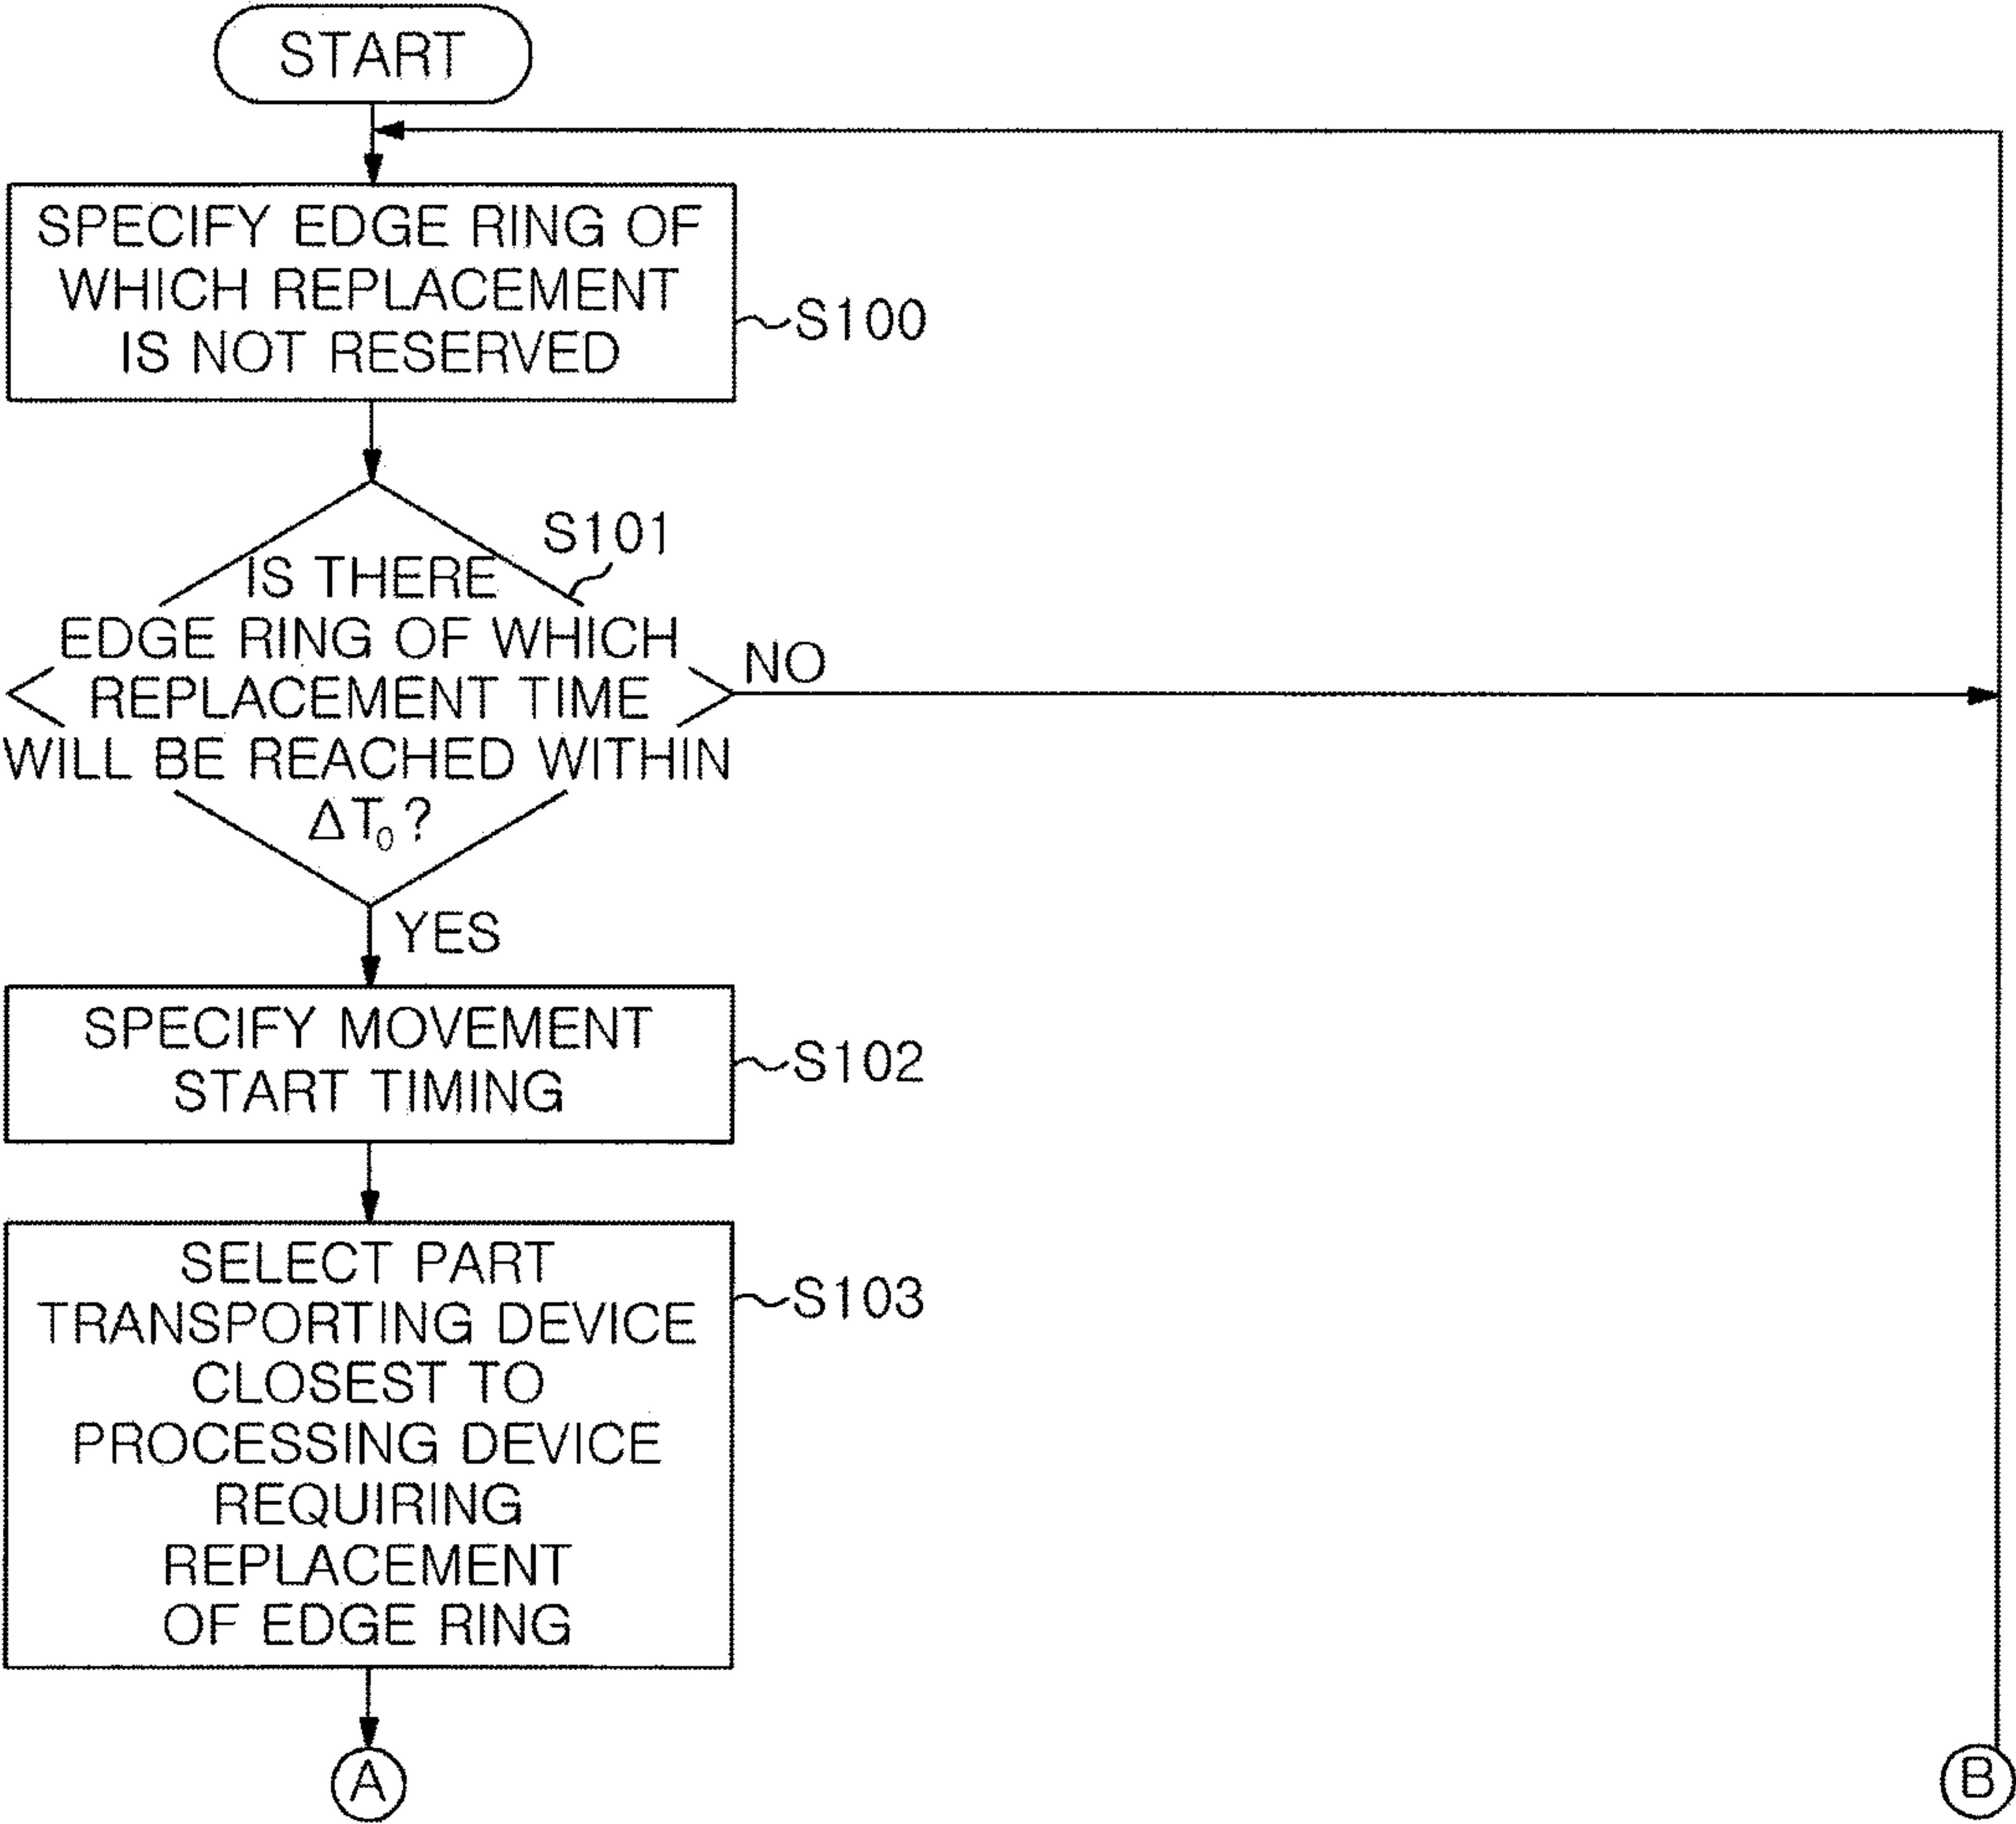 START
SPECIFY EDGE RING OF
WHICH REPLACEMENT
IS NOT RESERVED
S100
S101
IS THERE
EDGE RING OF WHICH
REPLACEMENT TIME
WILL BE REACHED WITHIN
ΔT₀?
NO
YES
SPECIFY MOVEMENT
START TIMING
S102
SELECT PART
TRANSPORTING DEVICE
CLOSEST TO
PROCESSING DEVICE
REQUIRING
REPLACEMENT
OF EDGE RING
S103
A
B